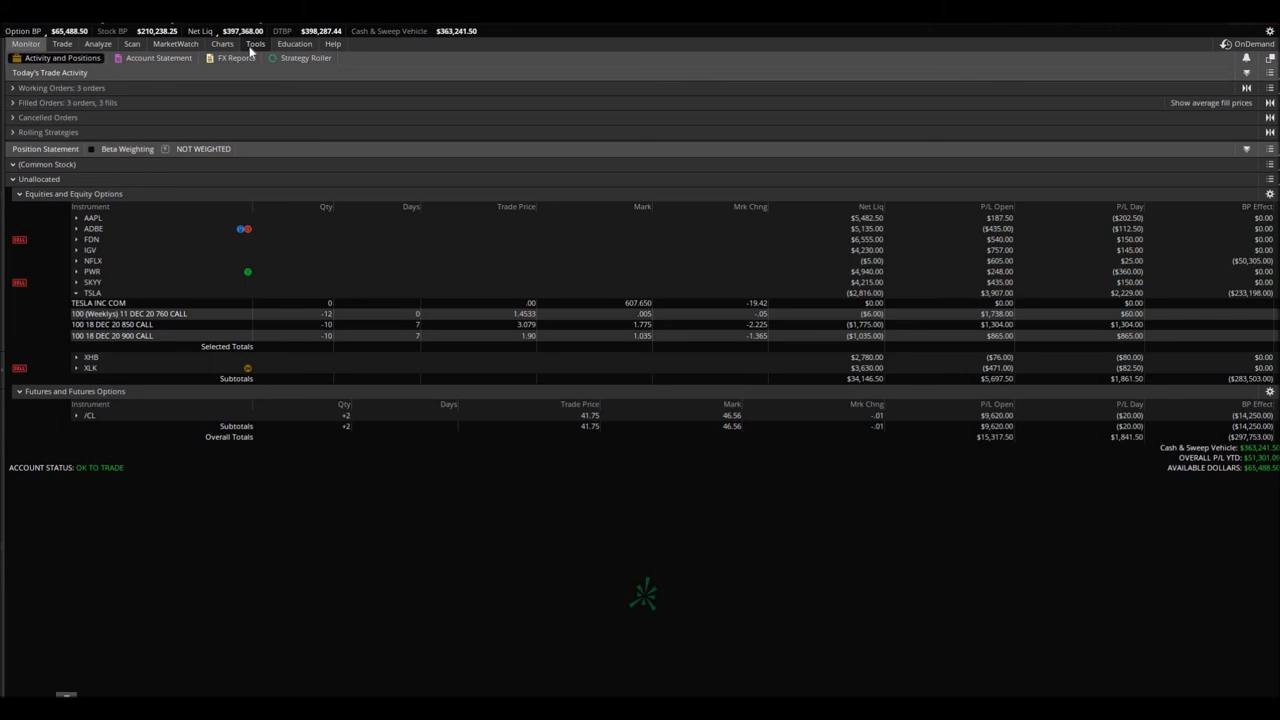 Option BP $65,488.50 Stock BP $210,238.25 Net Liq $397,368.00 DTBP $398,287.44 Cash & Sweep Vehicle $363,241.50
Monitor Trade Analyze Scan MarketWatch Charts Tools Education Help OnDemand
Activity and Positions Account Statement FX Reports Strategy Roller
Today's Trade Activity
Working Orders: 3 orders
Filled Orders: 3 orders, 3 fills Show average fill prices
Cancelled Orders
Rolling Strategies
Position Statement Beta Weighting NOT WEIGHTED
(Common Stock)
Unallocated
Equities and Equity Options
Instrument Qty Days Trade Price Mark Mrk Chng Net Liq P/L Open P/L Day BP Effect
AAPL $5,482.50 $187.50 ($202.50) $0.00
ADBE $5,135.00 ($435.00) ($112.50) $0.00
SELL FDN $6,555.00 $540.00 $150.00 $0.00
IGV $4,230.00 $757.00 $145.00 $0.00
NFLX ($5.00) $605.00 $25.00 ($50,305.00)
PWR $4,940.00 $248.00 ($360.00) $0.00
SELL SKYY $4,215.00 $435.00 $150.00 $0.00
TSLA ($2,816.00) $3,907.00 $2,229.00 ($233,198.00)
TESLA INC COM 0 .00 607.650 -19.42 $0.00 $0.00 $0.00
100 (Weeklys) 11 DEC 20 760 CALL -12 0 1.4533 .005 -.05 ($6.00) $1,738.00 $60.00
100 18 DEC 20 850 CALL -10 7 3.079 1.775 -2.225 ($1,775.00) $1,304.00 $1,304.00
100 18 DEC 20 900 CALL -10 7 1.90 1.035 -1.365 ($1,035.00) $865.00 $865.00
Selected Totals
XHB $2,780.00 ($76.00) ($80.00) $0.00
SELL XLK $3,630.00 ($471.00) ($82.50) $0.00
Subtotals $34,146.50 $5,697.50 $1,861.50 ($283,503.00)
Futures and Futures Options
Instrument Qty Days Trade Price Mark Mrk Chng P/L Open P/L Day BP Effect
/CL +2 41.75 46.56 -.01 $9,620.00 ($20.00) ($14,250.00)
Subtotals +2 41.75 46.56 -.01 $9,620.00 ($20.00) ($14,250.00)
Overall Totals $15,317.50 $1,841.50 ($297,753.00)
Cash & Sweep Vehicle: $363,241.50
OVERALL P/L YTD: $51,301.09
ACCOUNT STATUS: OK TO TRADE AVAILABLE DOLLARS: $65,488.50